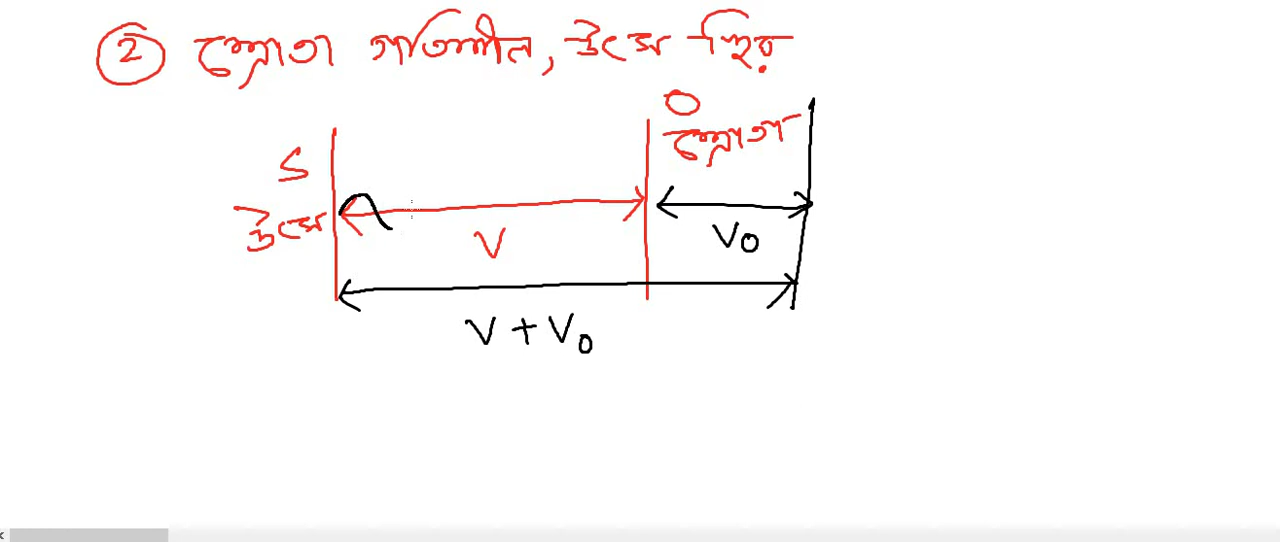 ② শ্রোতা গতিশীল, উৎস স্থির
O
শ্রোতা
S
উৎস
V
V₀
V + V₀